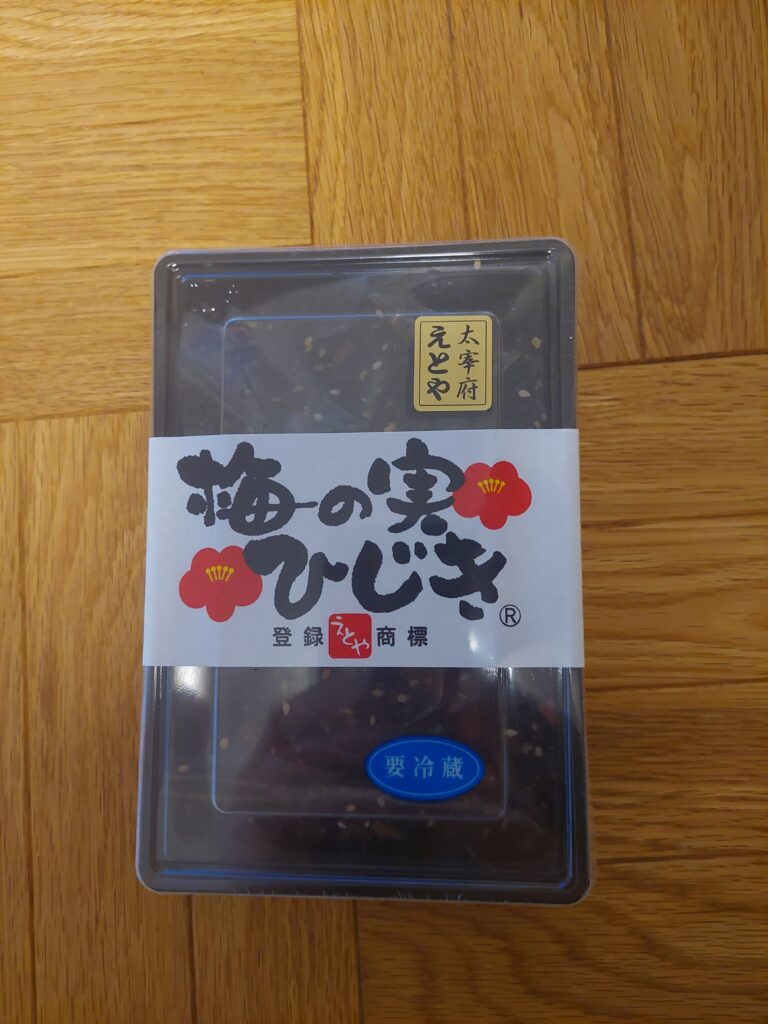 太宰府
えとや
梅の実
ひじき®
登録 えとや 商標
要冷蔵